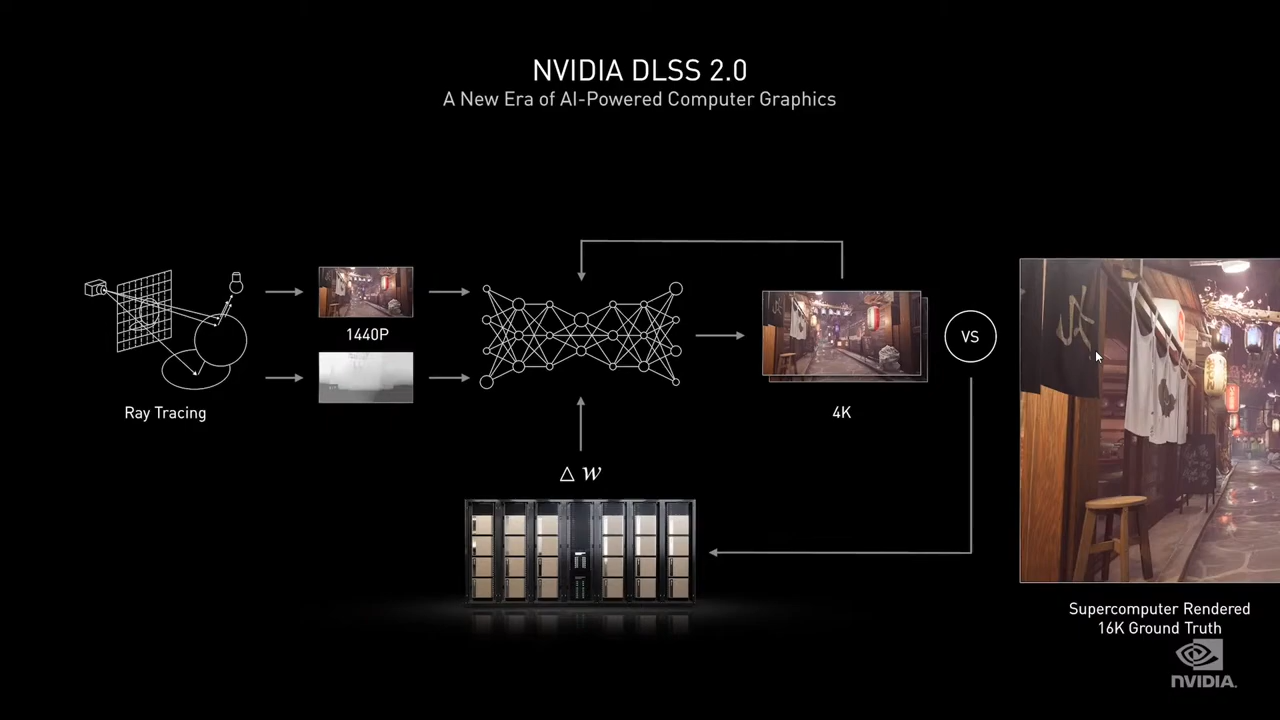 NVIDIA DLSS 2.0
A New Era of AI-Powered Computer Graphics
1440P
Ray Tracing
4K
VS
△ w
Supercomputer Rendered
16K Ground Truth
NVIDIA.